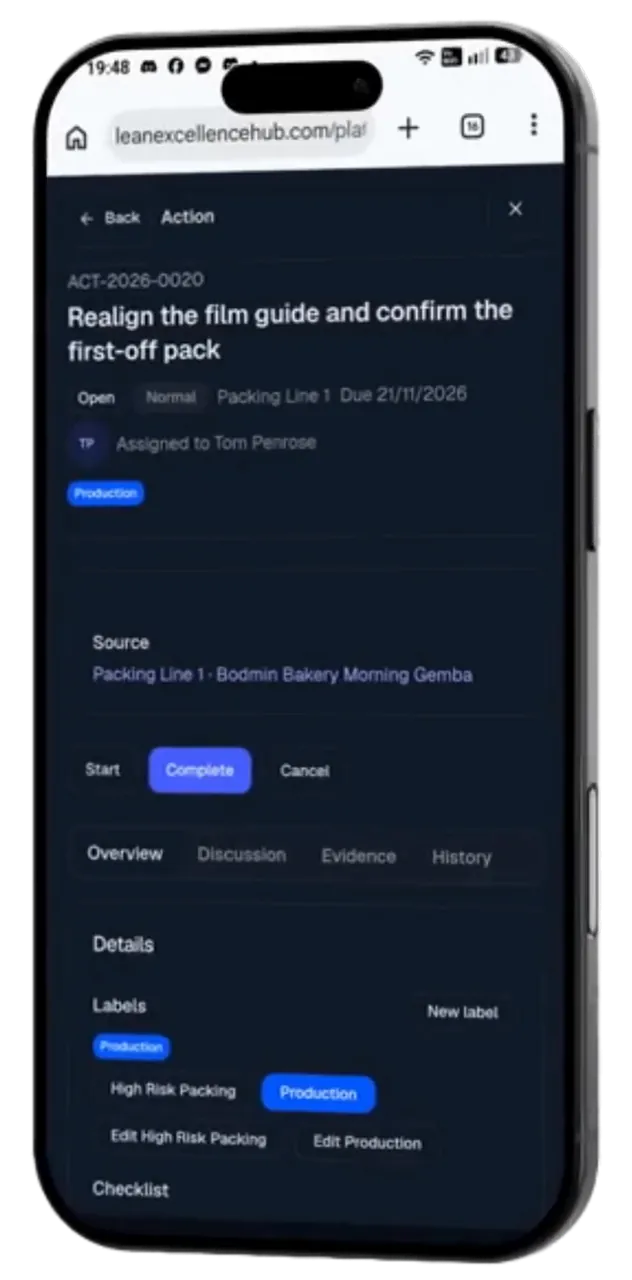 19:48
leanexcellencehub.com/plat
16
← Back Action
ACT-2026-0020
Realign the film guide and confirm the
first-off pack
Open Normal Packing Line 1 Due 21/11/2026
TP Assigned to Tom Penrose
Production
Source
Packing Line 1 · Bodmin Bakery Morning Gemba
Start Complete Cancel
Overview Discussion Evidence History
Details
Labels New label
Production
High Risk Packing Production
Edit High Risk Packing Edit Production
Checklist